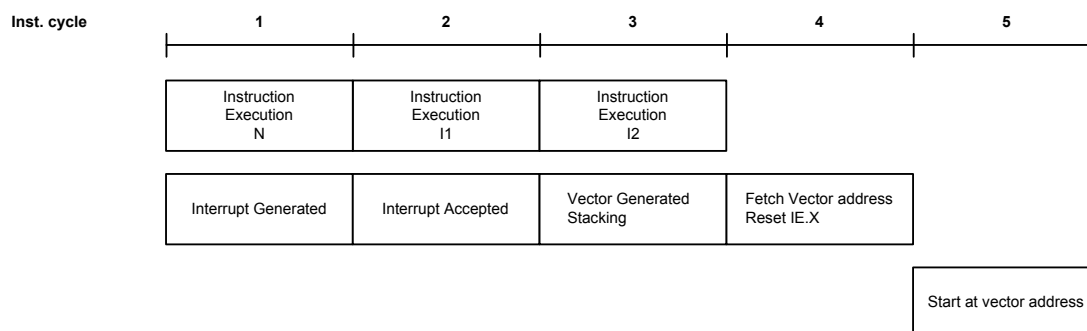 Inst. cycle 1 2 3 4 5
Instruction
Execution
N
Instruction
Execution
I1
Instruction
Execution
I2
Interrupt Generated
Interrupt Accepted
Vector Generated
Stacking
Fetch Vector address
Reset IE.X
Start at vector address